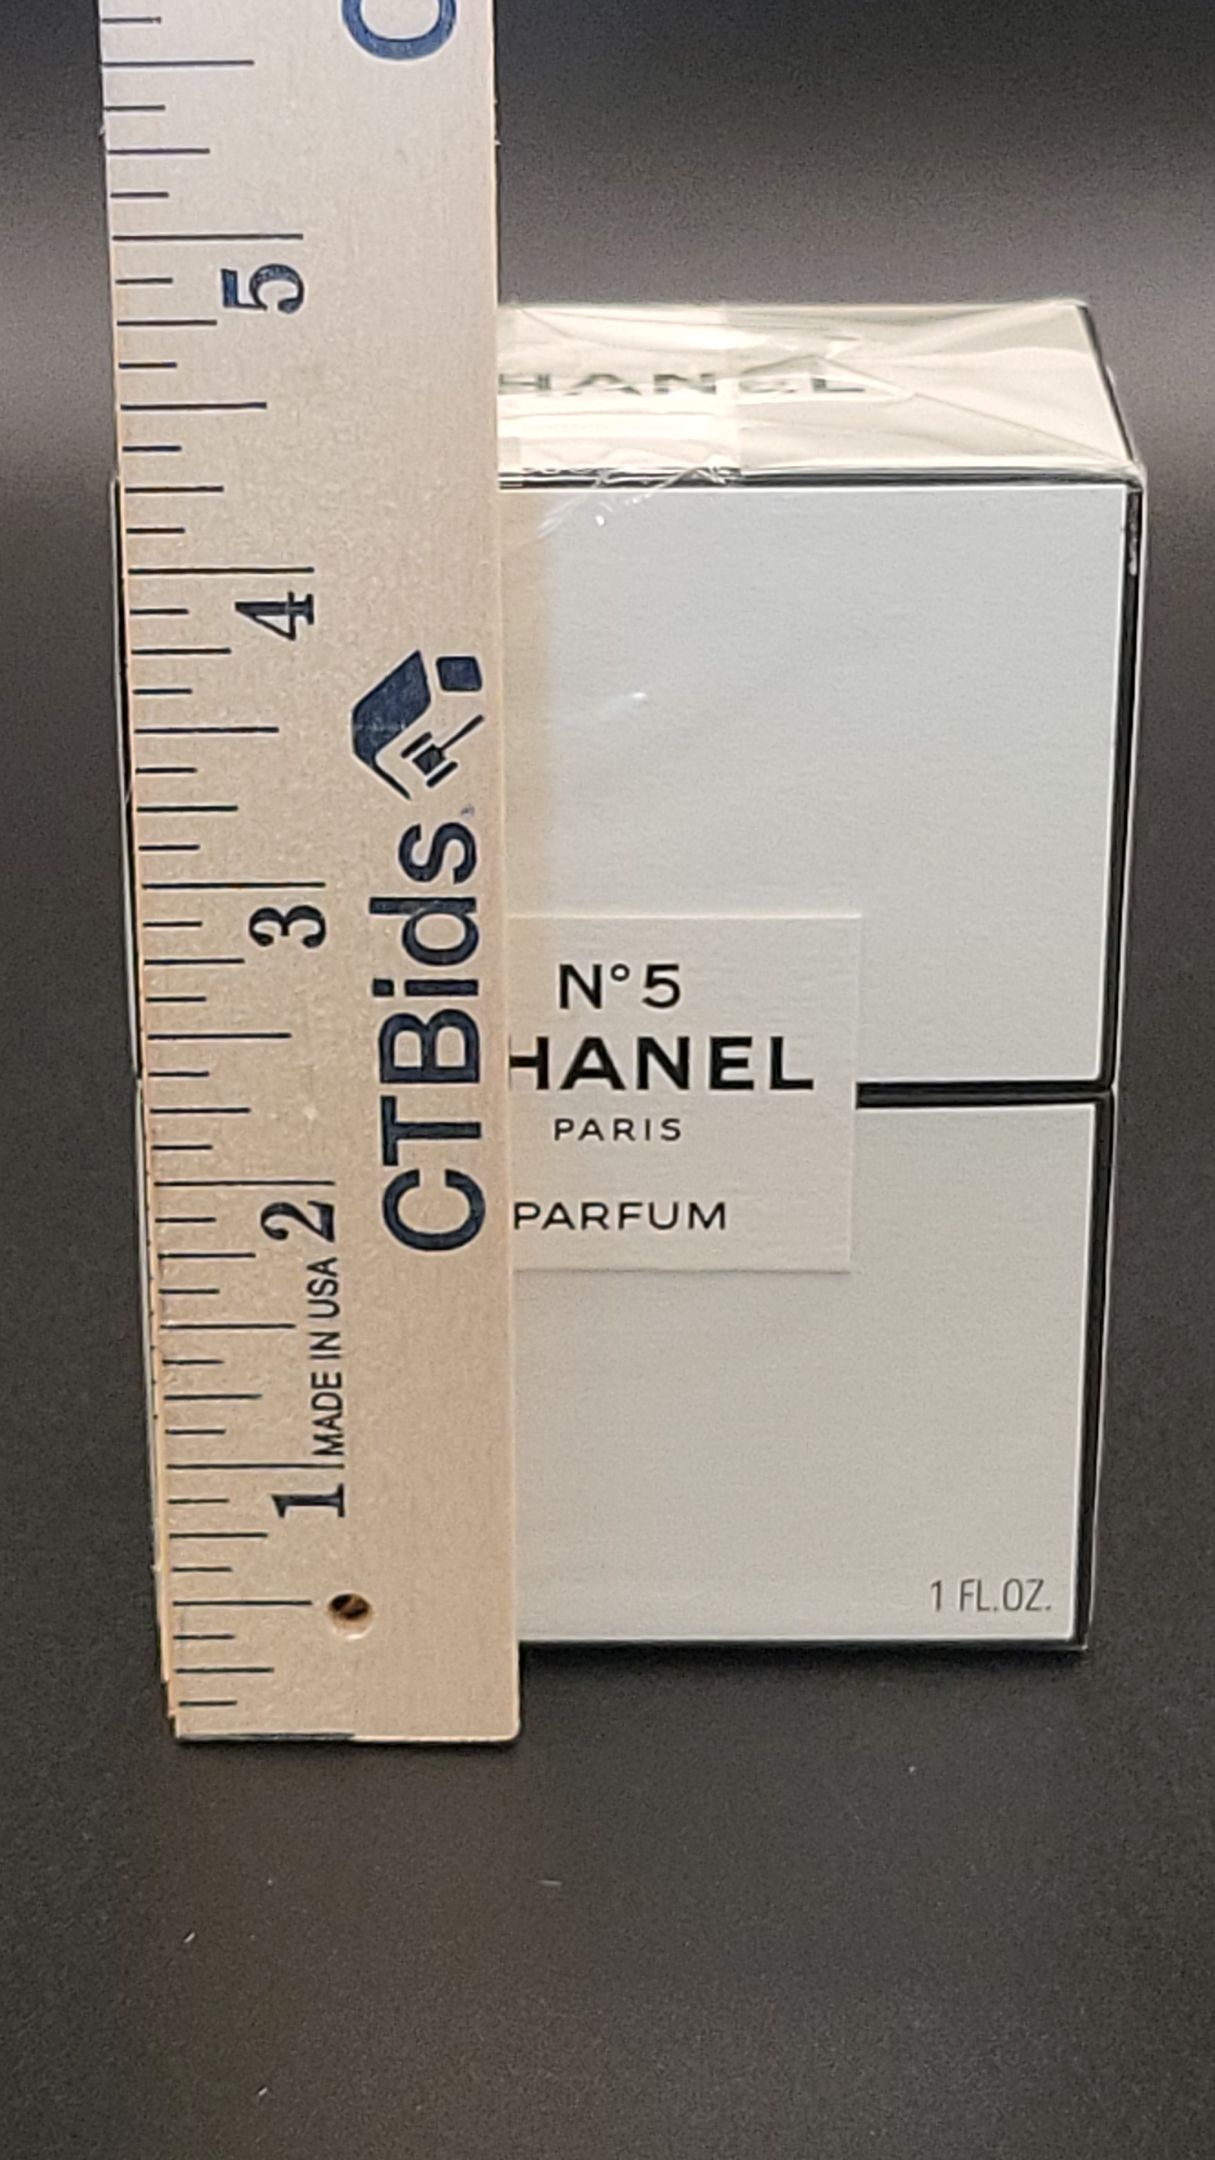 5
4
3
2
1
MADE IN USA
CTBids
C
HANEL
N°5
HANEL
PARIS
PARFUM
1 FL.OZ.